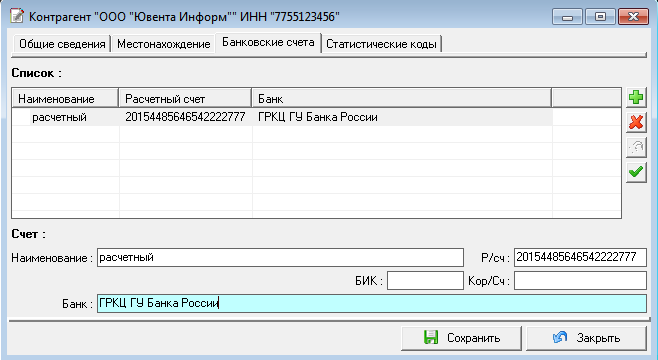 Контрагент "ООО "Ювента Информ"" ИНН "7755123456"
Общие сведения Местонахождение Банковские счета Статистические коды
Список :
Наименование Расчетный счет Банк
расчетный 20154485646542222777 ГРКЦ ГУ Банка России
Счет :
Наименование : расчетный Р/сч : 20154485646542222777
БИК : Кор/Сч :
Банк : ГРКЦ ГУ Банка России
Сохранить Закрыть